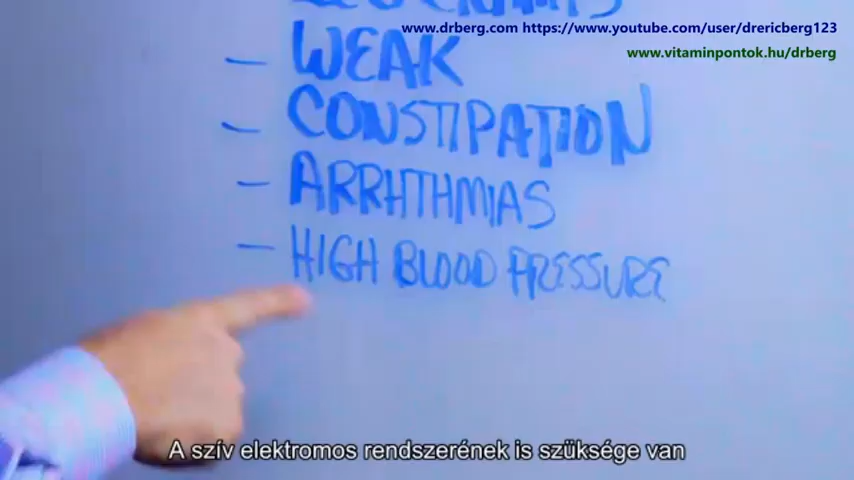 www.drberg.com https://www.youtube.com/user/drericberg123
www.vitaminpontok.hu/drberg
- WEAK
- CONSTIPATION
- ARRHTHMIAS
- HIGH BLOOD PRESSURE
A szív elektromos rendszerének is szüksége van